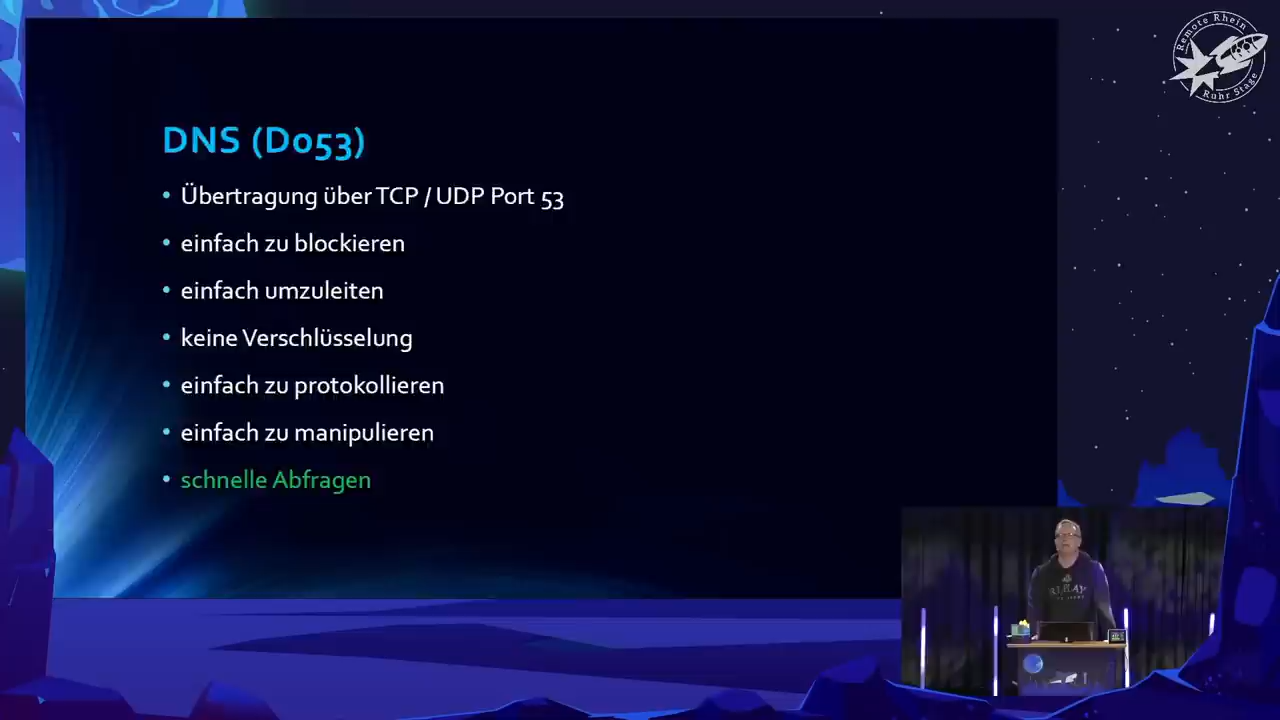 Remote Rhein
Ruhr Stage
DNS (Do53)
• Übertragung über TCP / UDP Port 53
• einfach zu blockieren
• einfach umzuleiten
• keine Verschlüsselung
• einfach zu protokollieren
• einfach zu manipulieren
• schnelle Abfragen